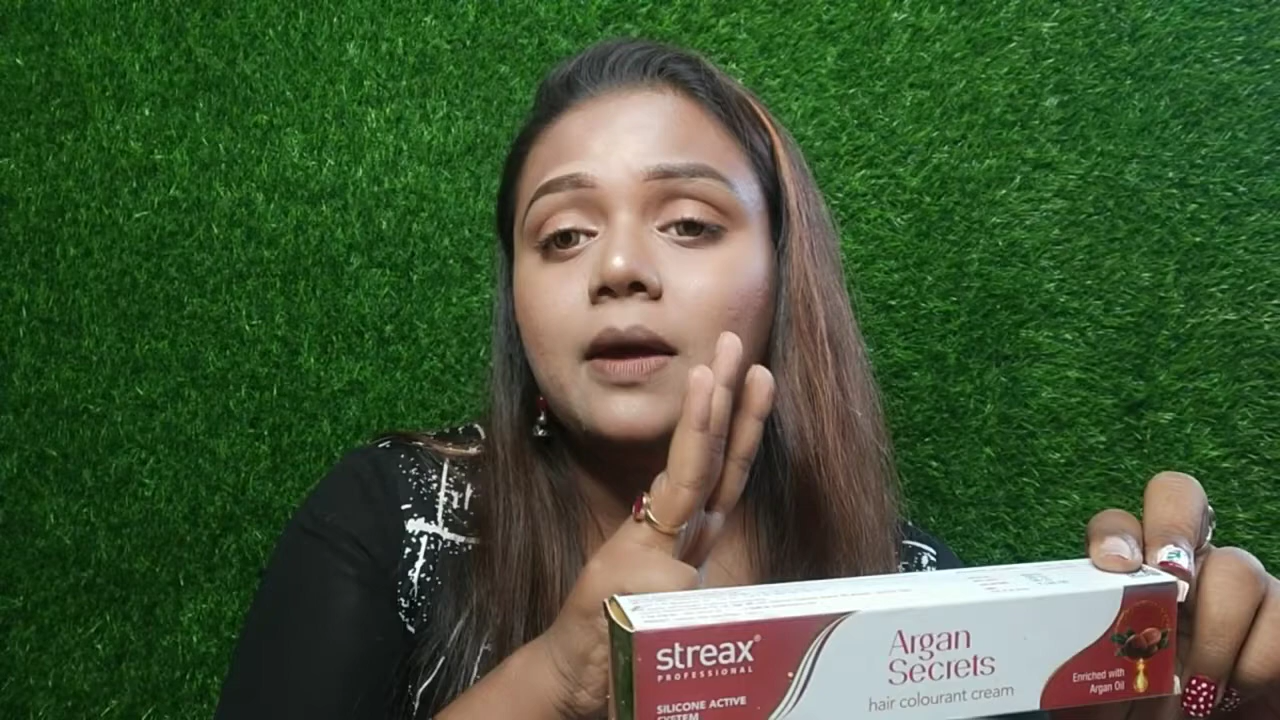 streax®
PROFESSIONAL
SILICONE ACTIVE
SYSTEM
Argan
Secrets
hair colourant cream
Enriched with
Argan Oil